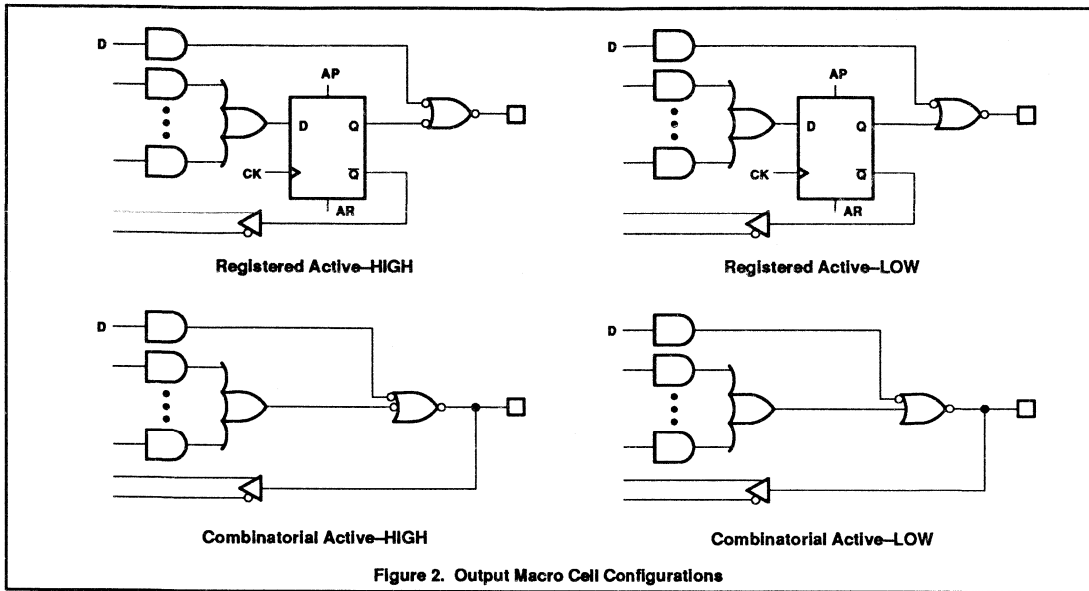 D
AP
D Q
CK
Q̅
AR
Registered Active–HIGH
D
AP
D Q
CK
Q̅
AR
Registered Active–LOW
D
Combinatorial Active–HIGH
D
Combinatorial Active–LOW
Figure 2. Output Macro Cell Configurations